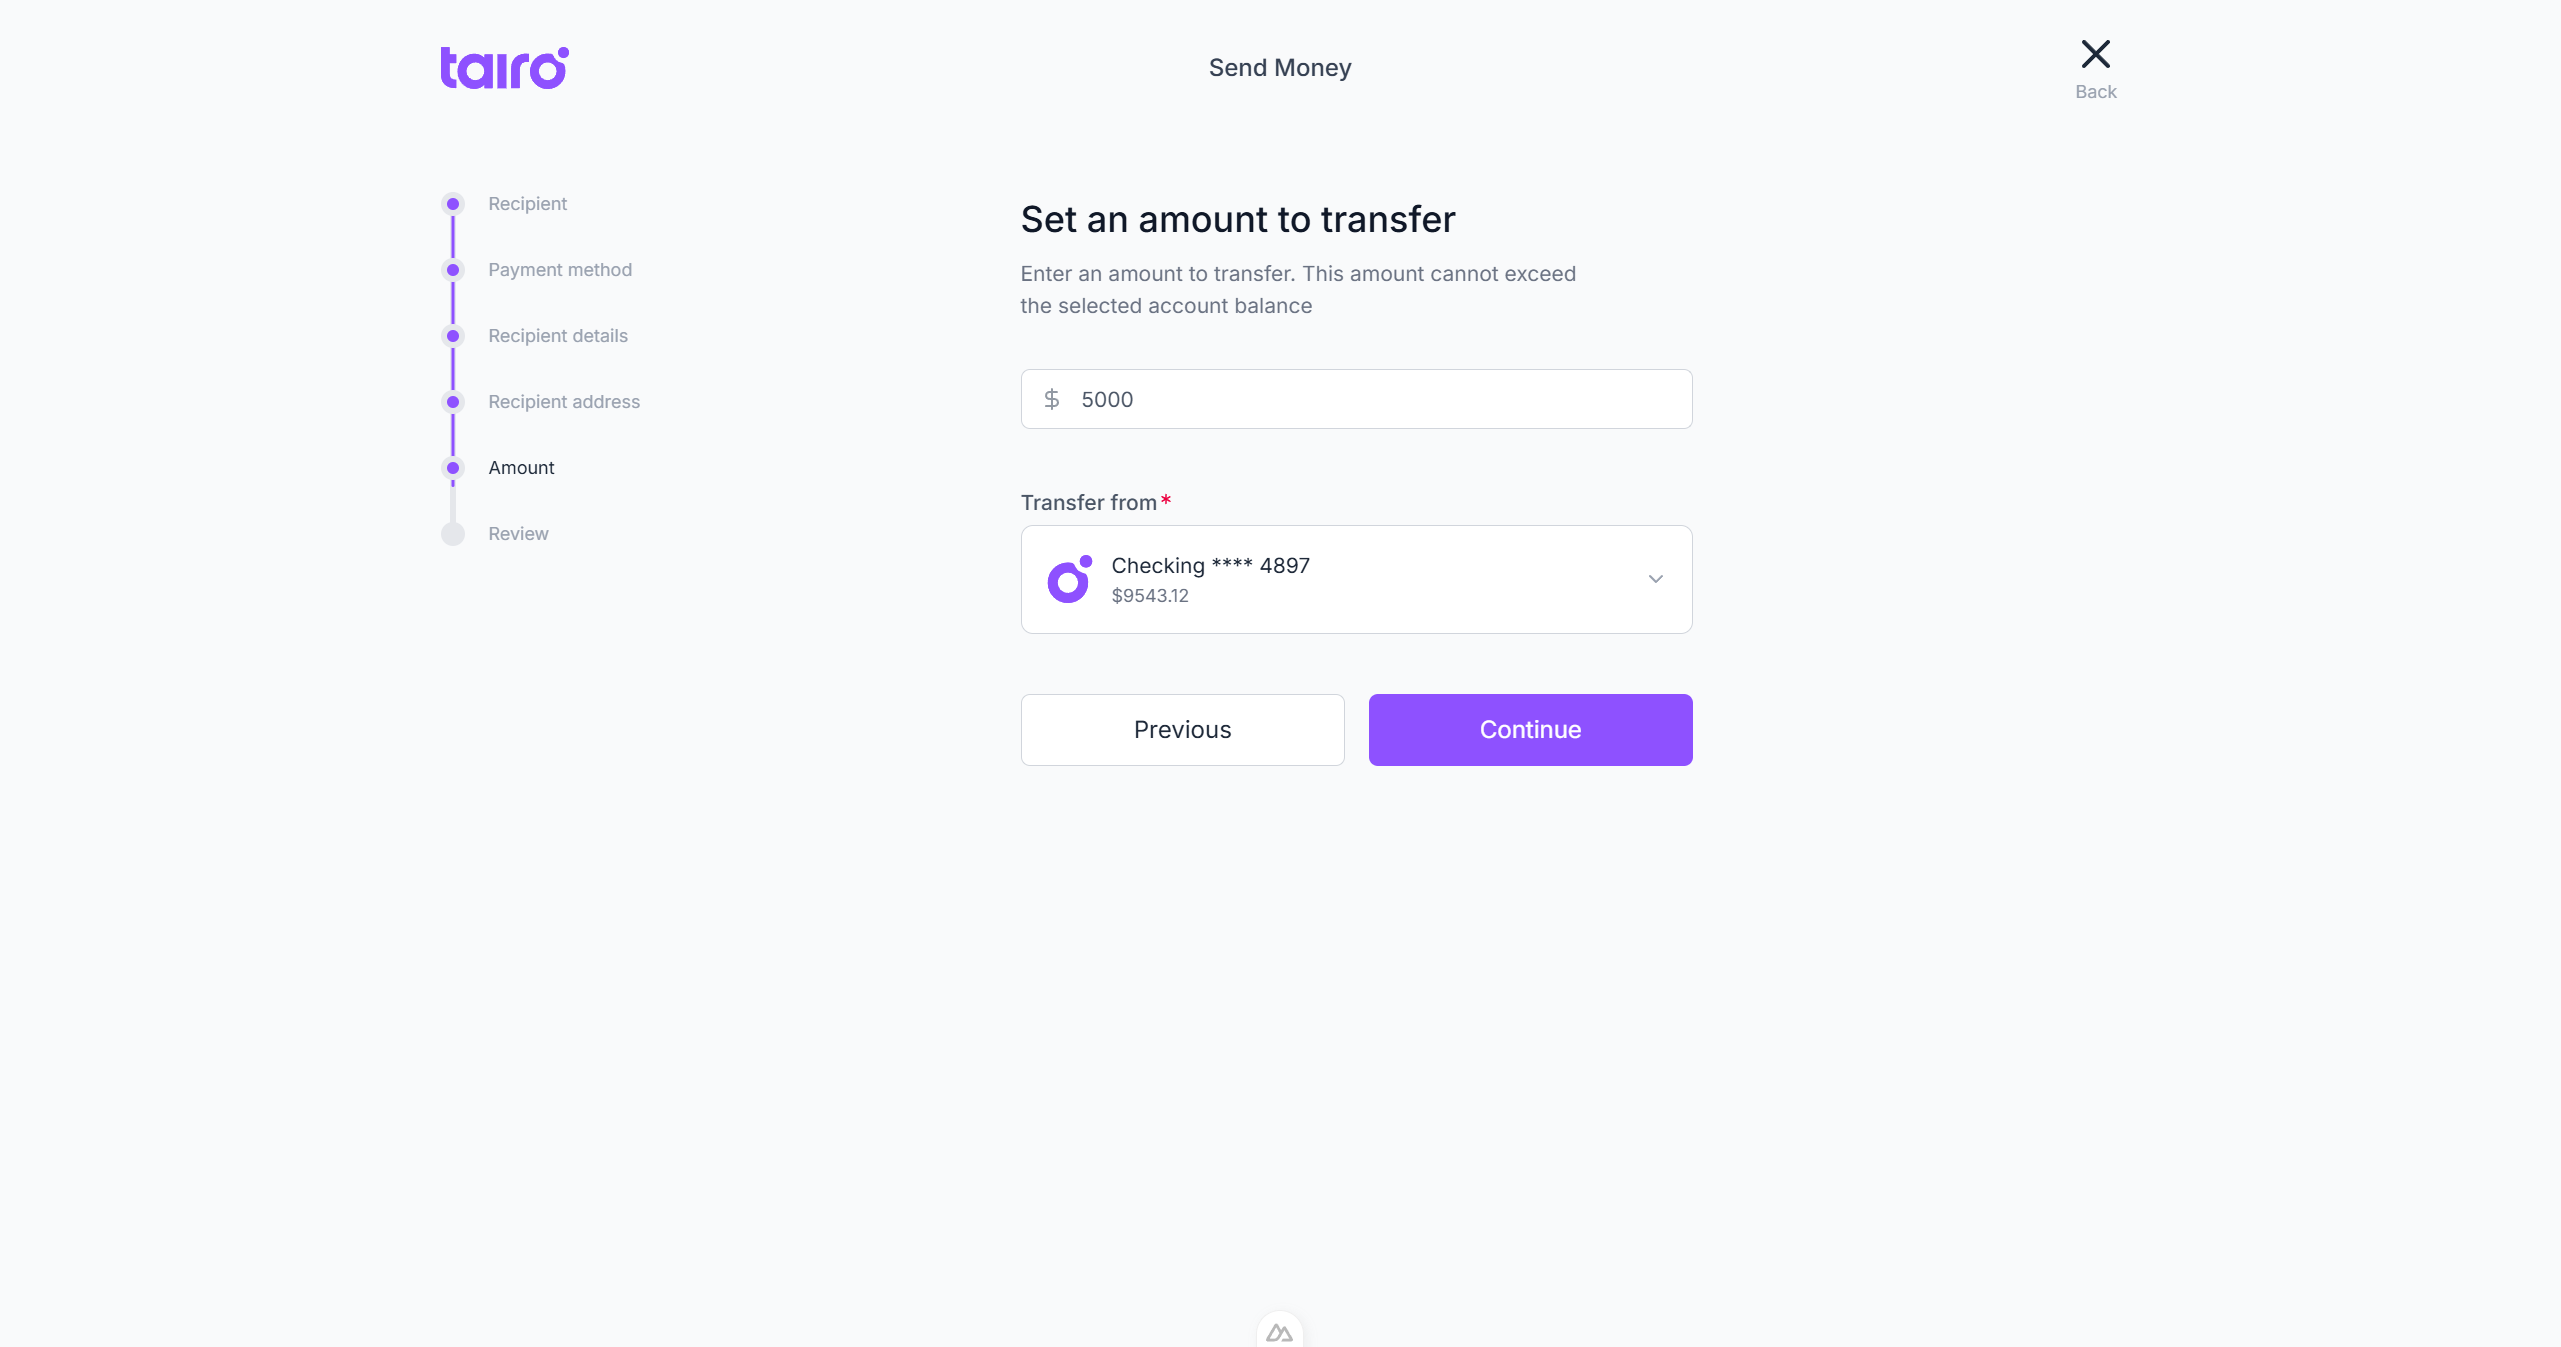 tairo
Send Money
Back
Recipient
Payment method
Recipient details
Recipient address
Amount
Review
Set an amount to transfer
Enter an amount to transfer. This amount cannot exceed
the selected account balance
$ 5000
Transfer from*
Checking **** 4897
$9543.12
Previous
Continue